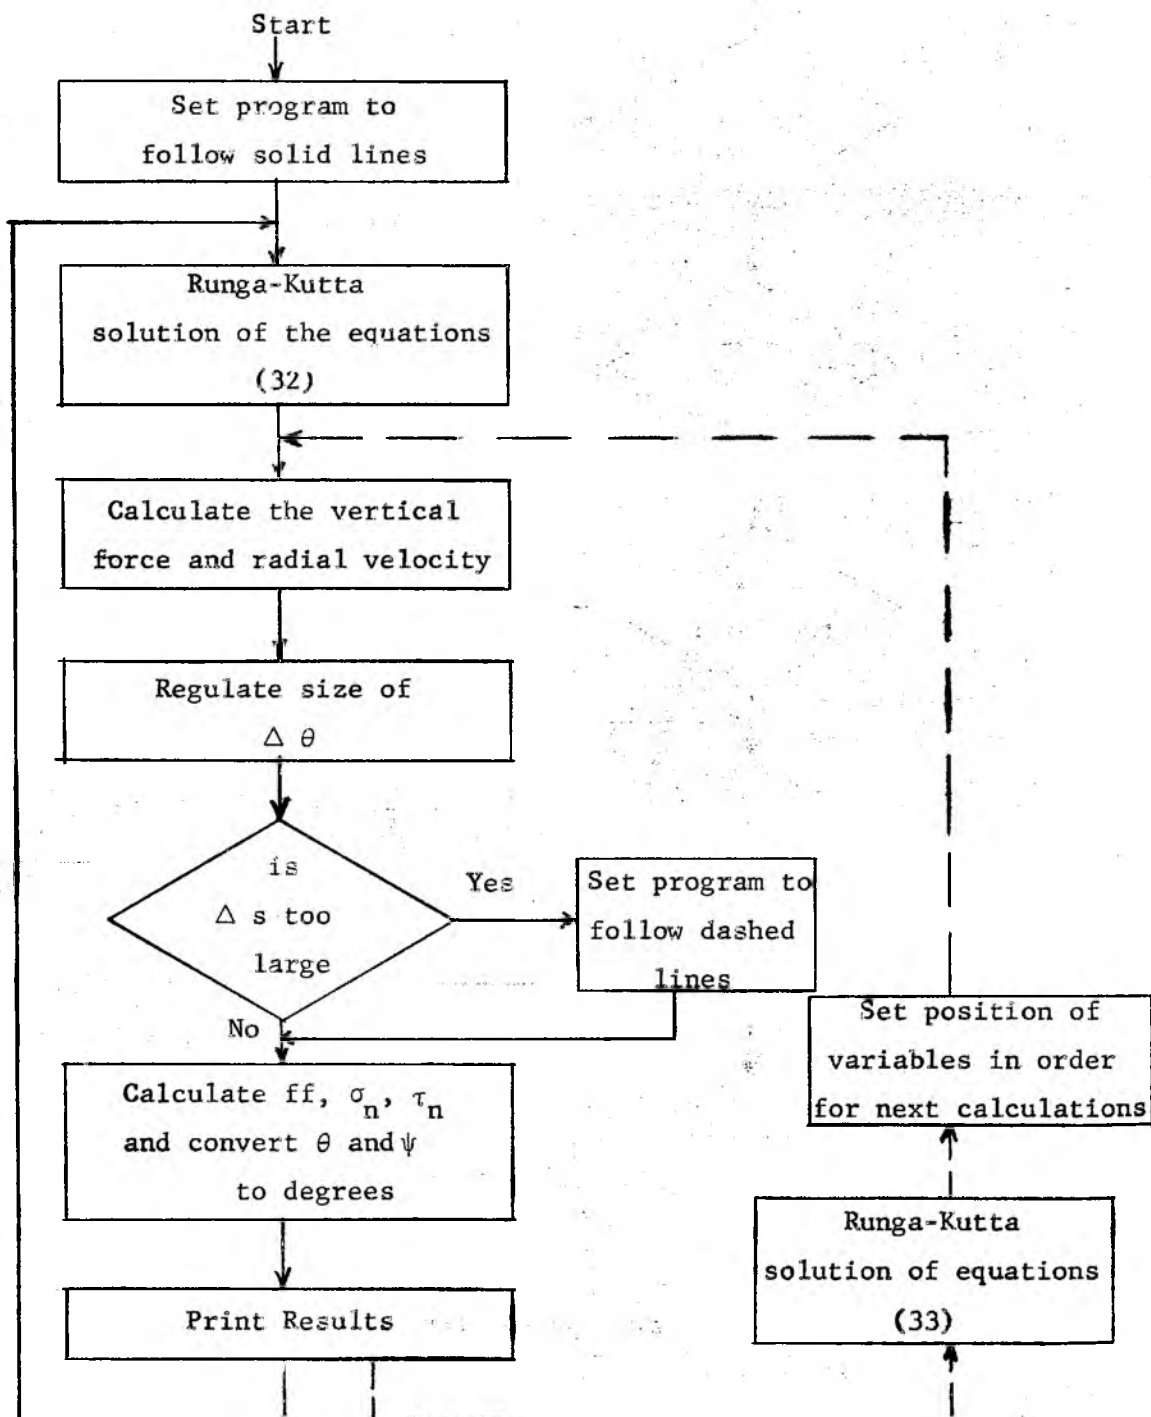 Start
Set program to
follow solid lines
Runga-Kutta
solution of the equations
(32)
Calculate the vertical
force and radial velocity
Regulate size of
Δ θ
is
Δ s too
large
Yes
Set program to
follow dashed
lines
No
Calculate ff, σn, τn
and convert θ and ψ
to degrees
Print Results
Set position of
variables in order
for next calculations
Runga-Kutta
solution of equations
(33)